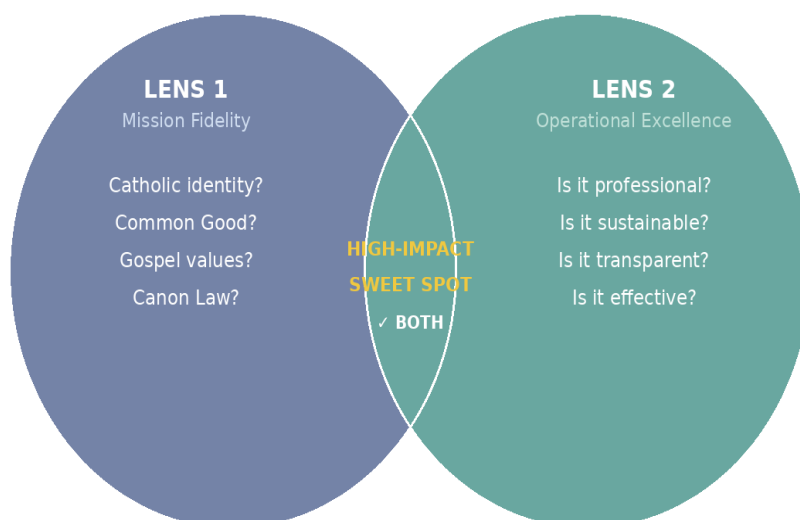 LENS 1
Mission Fidelity
Catholic identity?
Common Good?
Gospel values?
Canon Law?
HIGH-IMPACT
SWEET SPOT
✓ BOTH
LENS 2
Operational Excellence
Is it professional?
Is it sustainable?
Is it transparent?
Is it effective?